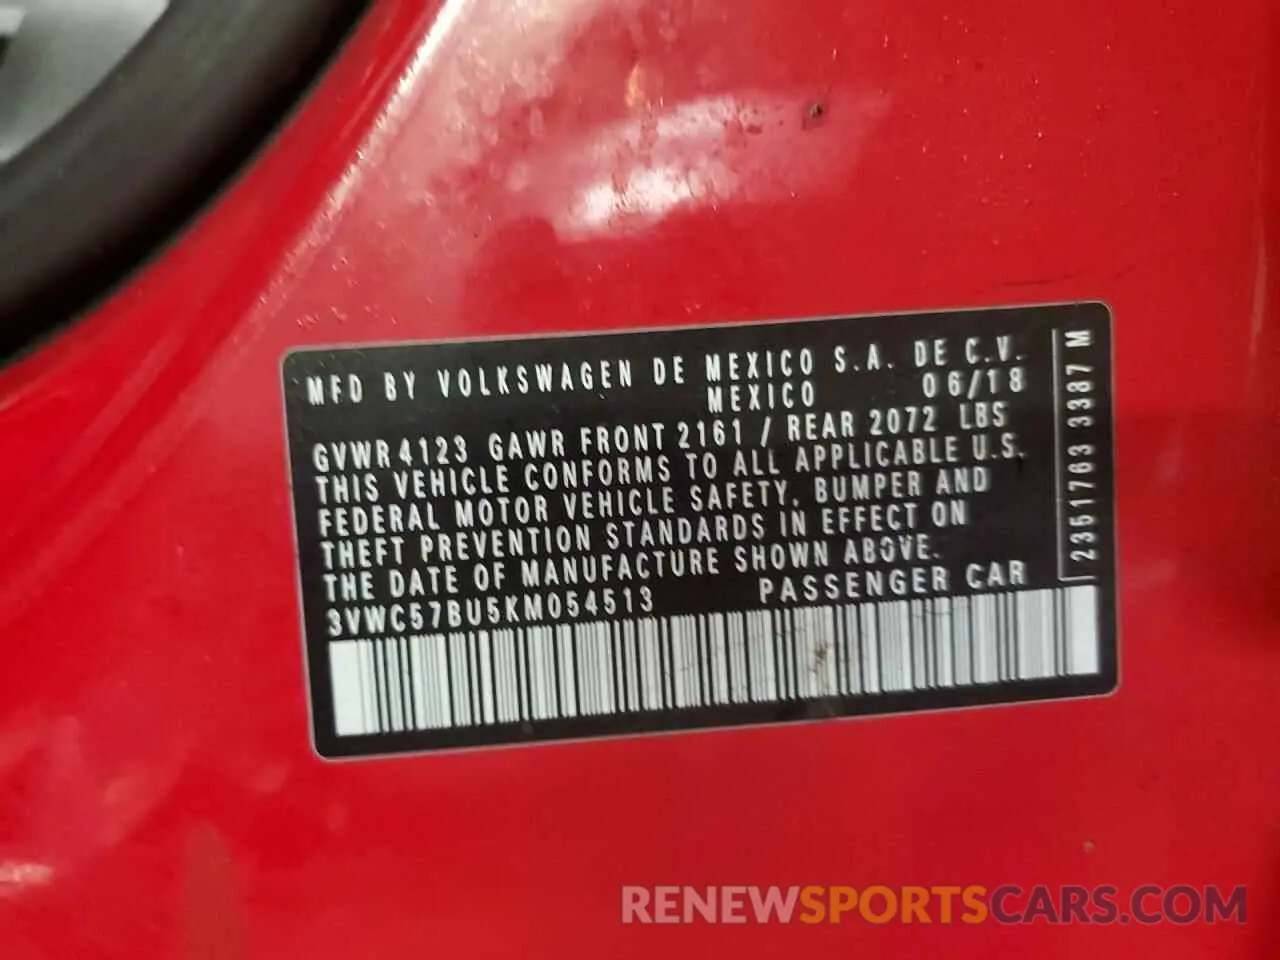 MFD BY VOLKSWAGEN DE MEXICO S.A. DE C.V.
MEXICO 06/18
GVWR 4123 GAWR FRONT 2161 / REAR 2072 LBS
THIS VEHICLE CONFORMS TO ALL APPLICABLE U.S.
FEDERAL MOTOR VEHICLE SAFETY, BUMPER AND
THEFT PREVENTION STANDARDS IN EFFECT ON
THE DATE OF MANUFACTURE SHOWN ABOVE.
3VWC57BU5KM054513 PASSENGER CAR
2351763 3387 M
RENEWSPORTSCARS.COM